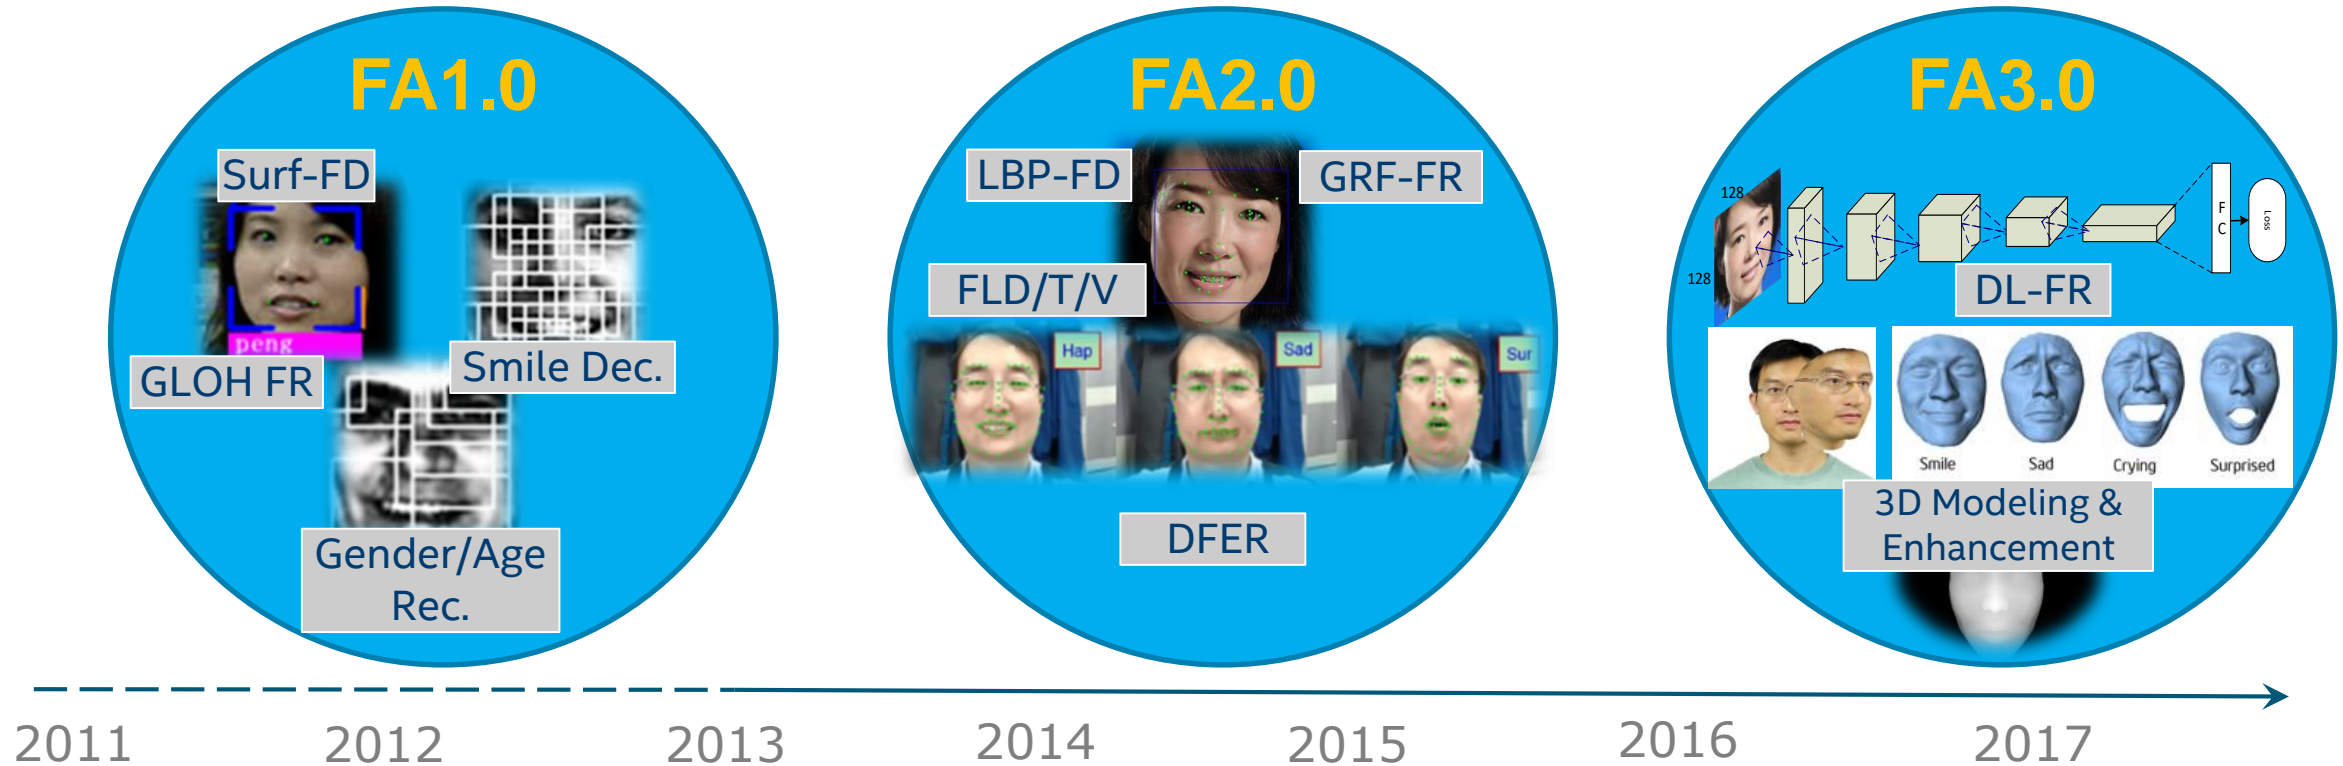 FA1.0
Surf-FD
peng
GLOH FR
Smile Dec.
Gender/Age
Rec.
FA2.0
LBP-FD
GRF-FR
FLD/T/V
Hap
Sad
Sur
DFER
FA3.0
128
128
F
C
Loss
DL-FR
Smile
Sad
Crying
Surprised
3D Modeling &
Enhancement
2011
2012
2013
2014
2015
2016
2017